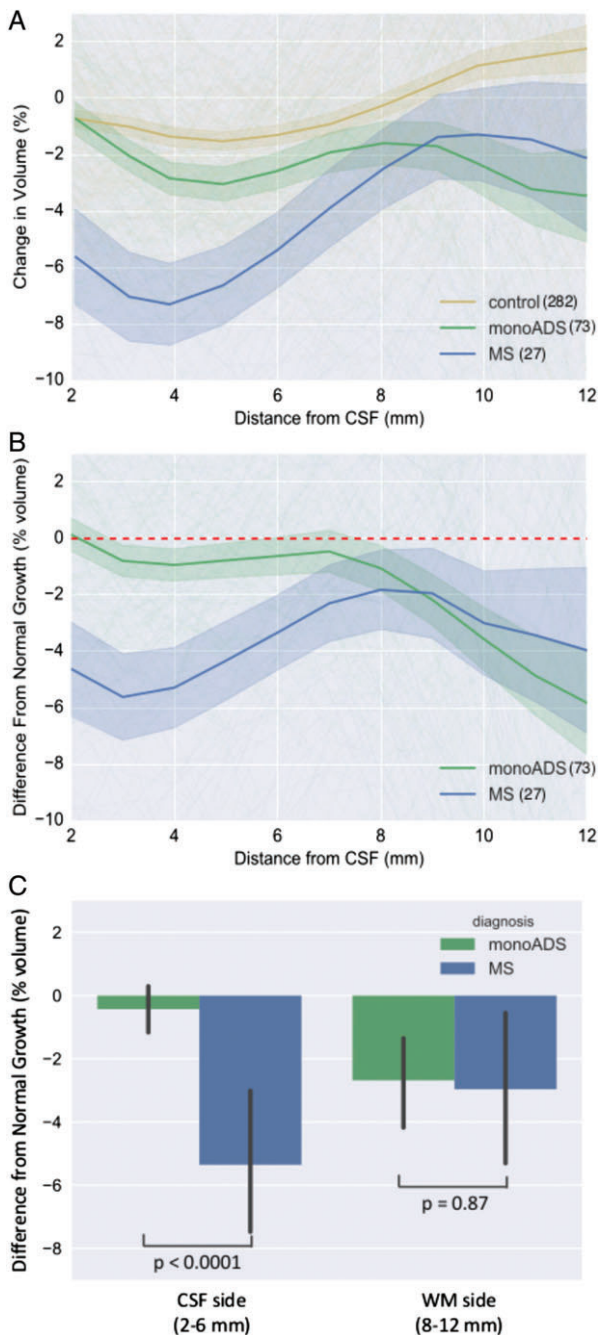 A
Change in Volume (%)
2
0
−2
−4
−6
−8
−10
control (282)
monoADS (73)
MS (27)
2 4 6 8 10 12
Distance from CSF (mm)
B
Difference From Normal Growth (% volume)
2
0
−2
−4
−6
−8
−10
monoADS (73)
MS (27)
2 4 6 8 10 12
Distance from CSF (mm)
C
Difference from Normal Growth (% volume)
2
0
−2
−4
−6
−8
diagnosis
monoADS
MS
p = 0.87
p < 0.0001
CSF side WM side
(2-6 mm) (8-12 mm)